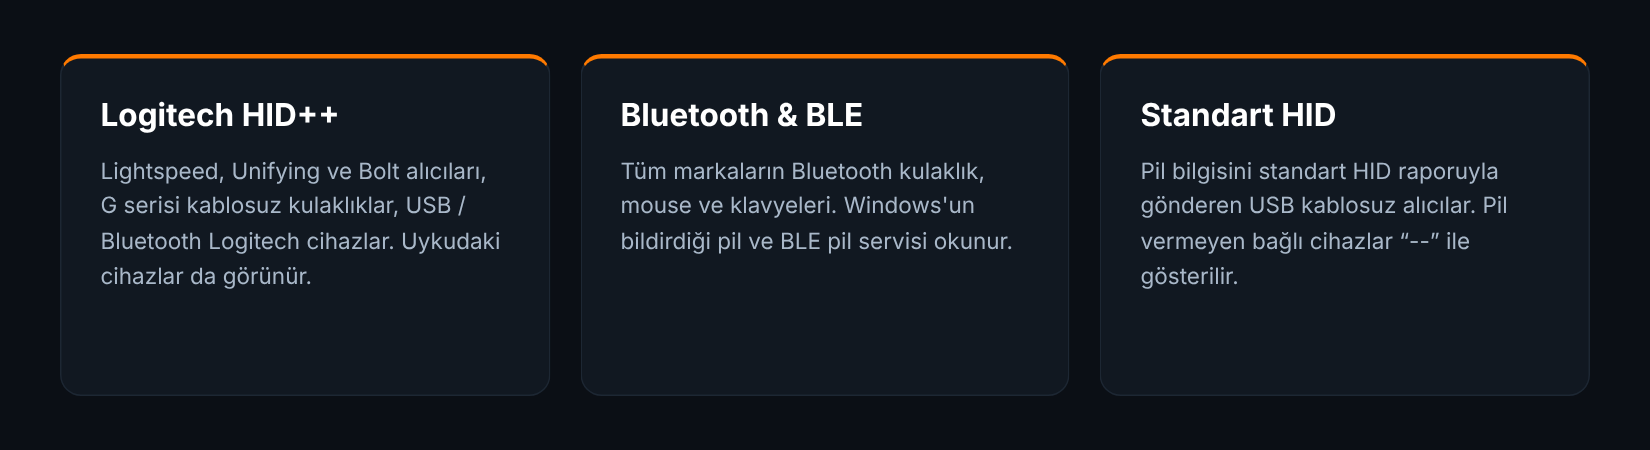 Logitech HID++
Lightspeed, Unifying ve Bolt alıcıları,
G serisi kablosuz kulaklıklar, USB /
Bluetooth Logitech cihazlar. Uykudaki
cihazlar da görünür.
Bluetooth & BLE
Tüm markaların Bluetooth kulaklık,
mouse ve klavyeleri. Windows'un
bildirdiği pil ve BLE pil servisi okunur.
Standart HID
Pil bilgisini standart HID raporuyla
gönderen USB kablosuz alıcılar. Pil
vermeyen bağlı cihazlar “--” ile
gösterilir.